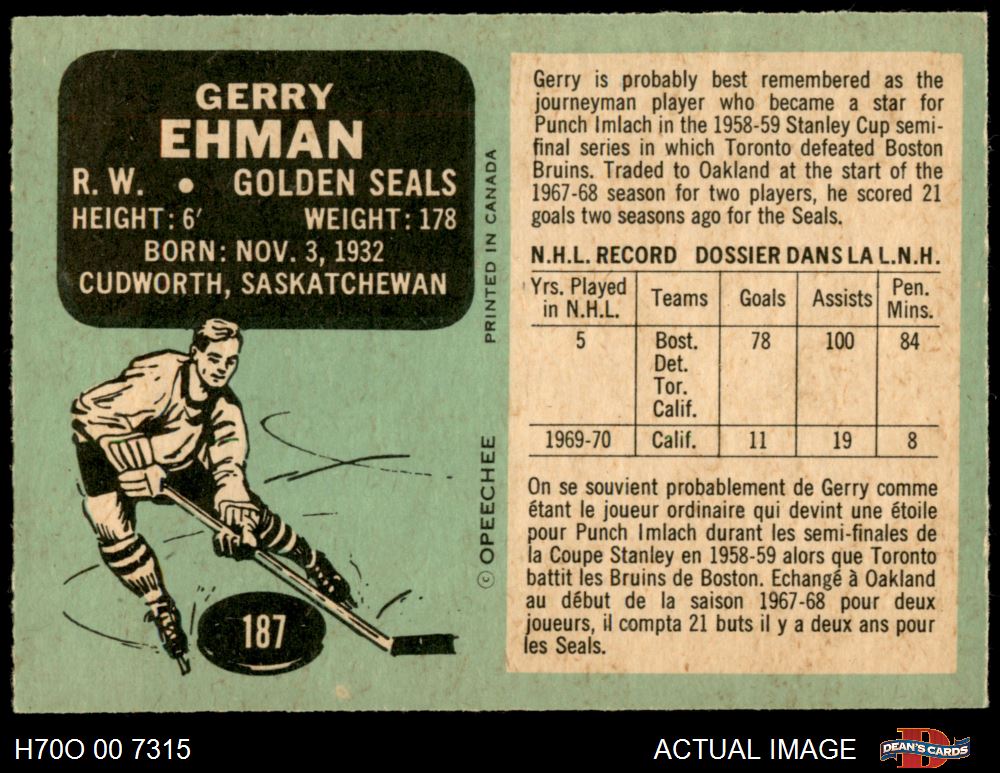 GERRY
EHMAN
R. W. • GOLDEN SEALS
HEIGHT: 6' WEIGHT: 178
BORN: NOV. 3, 1932
CUDWORTH, SASKATCHEWAN
187
PRINTED IN CANADA
© OPEECHEE
Gerry is probably best remembered as the
journeyman player who became a star for
Punch Imlach in the 1958-59 Stanley Cup semi-
final series in which Toronto defeated Boston
Bruins. Traded to Oakland at the start of the
1967-68 season for two players, he scored 21
goals two seasons ago for the Seals.
N.H.L. RECORD DOSSIER DANS LA L.N.H.
Yrs. Played in N.H.L. Teams Goals Assists Pen. Mins.
5 Bost. 78 100 84
Det.
Tor.
Calif.
1969-70 Calif. 11 19 8
On se souvient probablement de Gerry comme
étant le joueur ordinaire qui devint une étoile
pour Punch Imlach durant les semi-finales de
la Coupe Stanley en 1958-59 alors que Toronto
battit les Bruins de Boston. Echangé à Oakland
au début de la saison 1967-68 pour deux
joueurs, il compta 21 buts il y a deux ans pour
les Seals.
H70O 00 7315 ACTUAL IMAGE DEAN'S CARDS